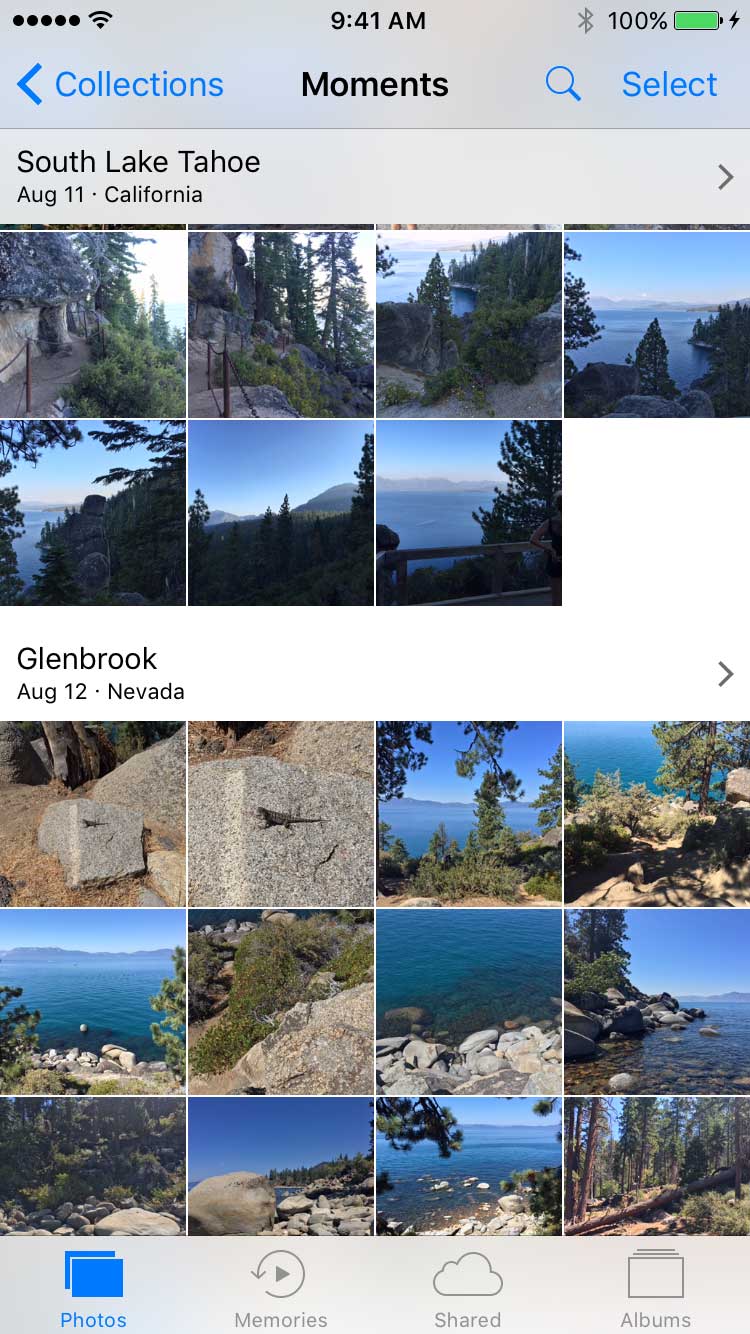 9:41 AM
100%
Collections
Moments
Select
South Lake Tahoe
Aug 11 · California
Glenbrook
Aug 12 · Nevada
Photos
Memories
Shared
Albums